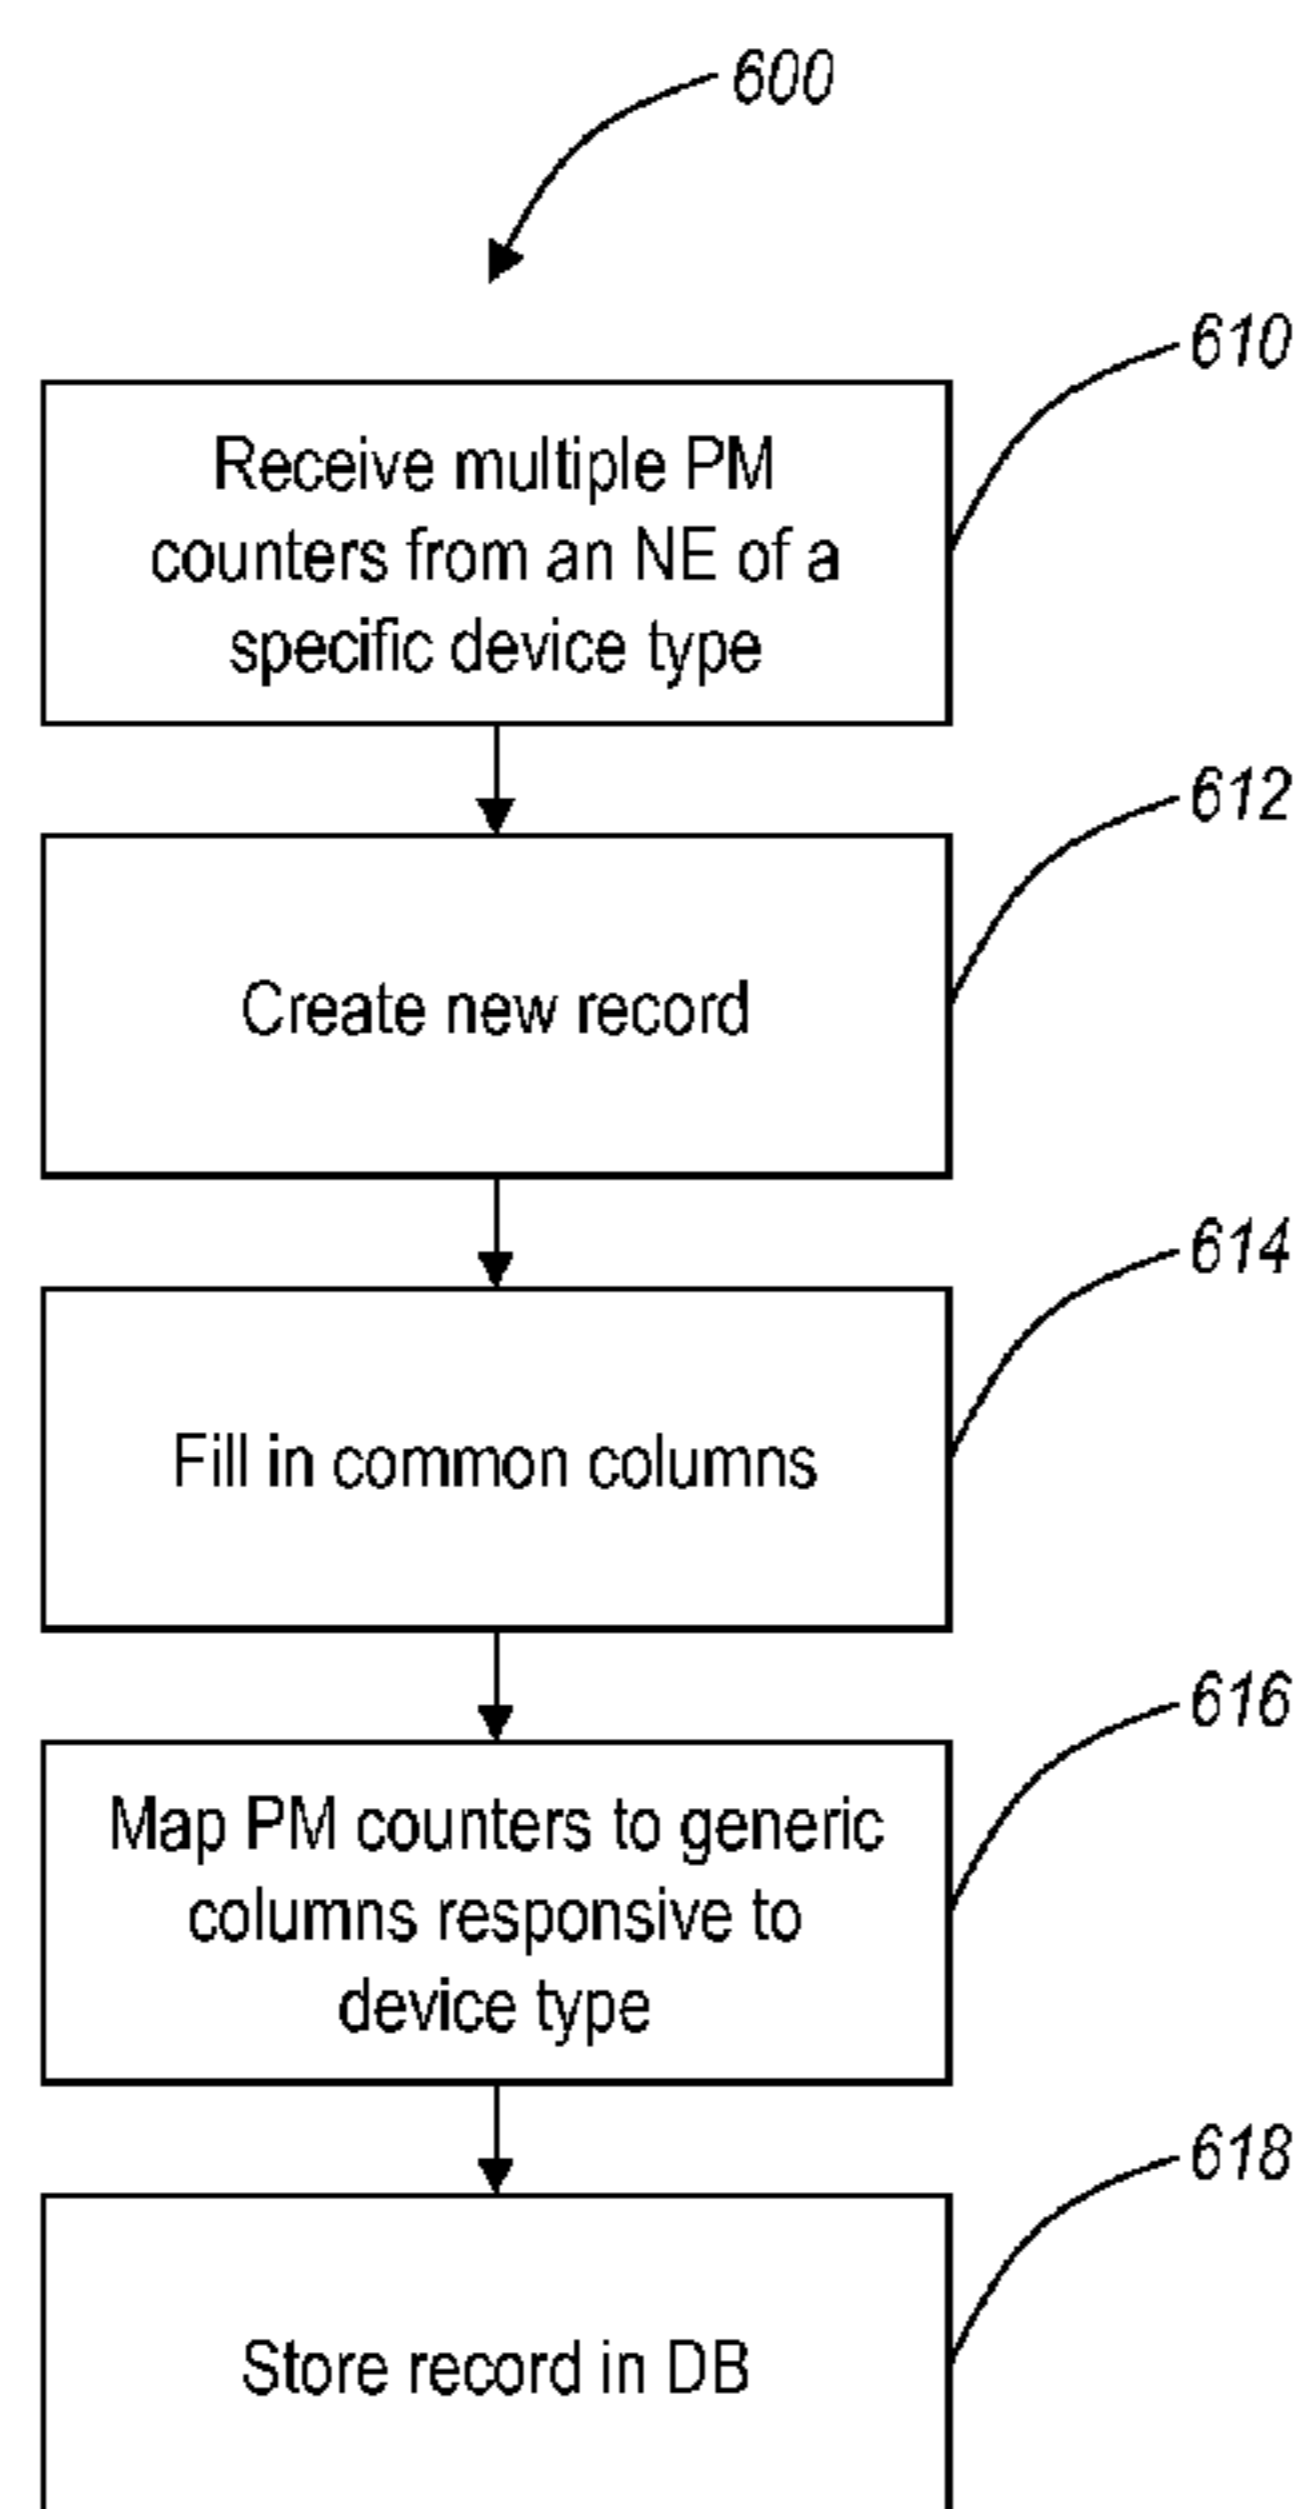 600
610
Receive multiple PM
counters from an NE of a
specific device type
612
Create new record
614
Fill in common columns
616
Map PM counters to generic
columns responsive to
device type
618
Store record in DB